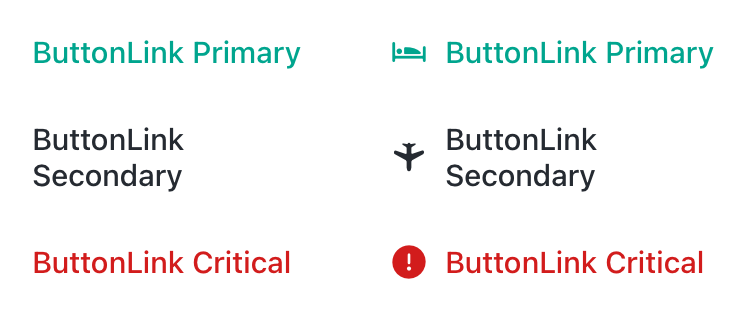 ButtonLink Primary
ButtonLink Primary
ButtonLink
Secondary
ButtonLink
Secondary
ButtonLink Critical
ButtonLink Critical